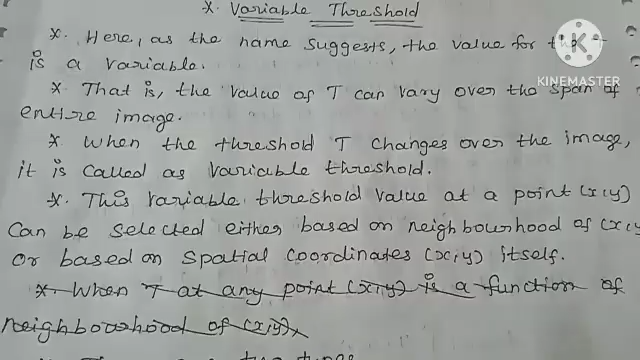 * Variable Threshold
* Here, as the name suggests, the value for the T
is a variable.
* That is, the value of T can vary over the span of
entire image.
* When the threshold T changes over the image,
it is called as variable threshold.
* This variable threshold value at a point (x,y)
can be selected either based on neighbourhood of (x,y
or based on spatial coordinates (x,y) itself.
* When T at any point (x,y) is a function of
neighbourhood of (x,y),
two
KINEMASTER